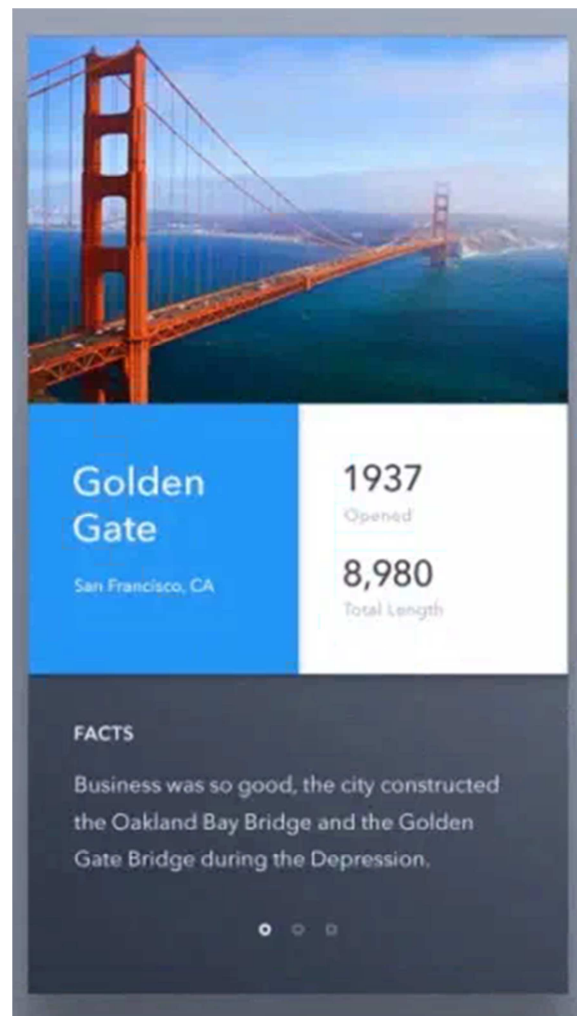 Golden
Gate
San Francisco, CA
1937
Opened
8,980
Total Length
FACTS
Business was so good, the city constructed
the Oakland Bay Bridge and the Golden
Gate Bridge during the Depression.